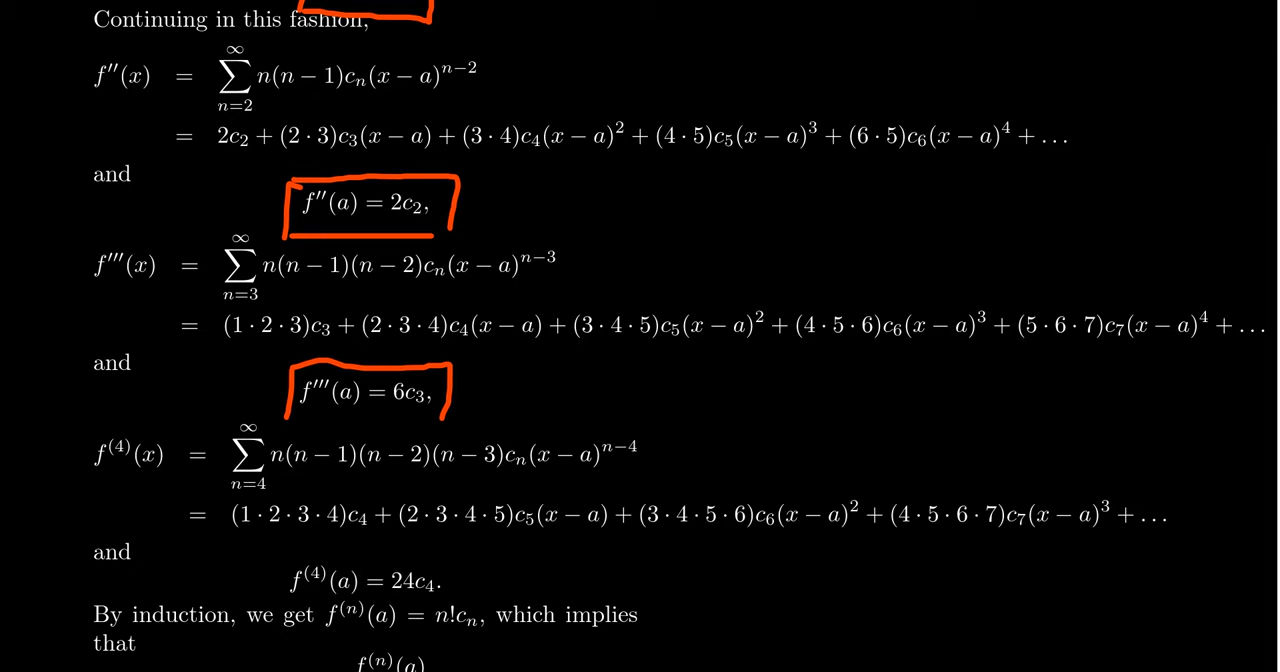 Continuing in this fashion,
f''(x) = ∑_{n=2}^{∞} n(n − 1)c_n(x − a)^{n−2}
= 2c_2 + (2 · 3)c_3(x − a) + (3 · 4)c_4(x − a)^2 + (4 · 5)c_5(x − a)^3 + (6 · 5)c_6(x − a)^4 + …
and
f''(a) = 2c_2,
f'''(x) = ∑_{n=3}^{∞} n(n − 1)(n − 2)c_n(x − a)^{n−3}
= (1 · 2 · 3)c_3 + (2 · 3 · 4)c_4(x − a) + (3 · 4 · 5)c_5(x − a)^2 + (4 · 5 · 6)c_6(x − a)^3 + (5 · 6 · 7)c_7(x − a)^4 + …
and
f'''(a) = 6c_3,
f^{(4)}(x) = ∑_{n=4}^{∞} n(n − 1)(n − 2)(n − 3)c_n(x − a)^{n−4}
= (1 · 2 · 3 · 4)c_4 + (2 · 3 · 4 · 5)c_5(x − a) + (3 · 4 · 5 · 6)c_6(x − a)^2 + (4 · 5 · 6 · 7)c_7(x − a)^3 + …
and
f^{(4)}(a) = 24c_4.
By induction, we get f^{(n)}(a) = n!c_n, which implies
that
f^{(n)}(a)